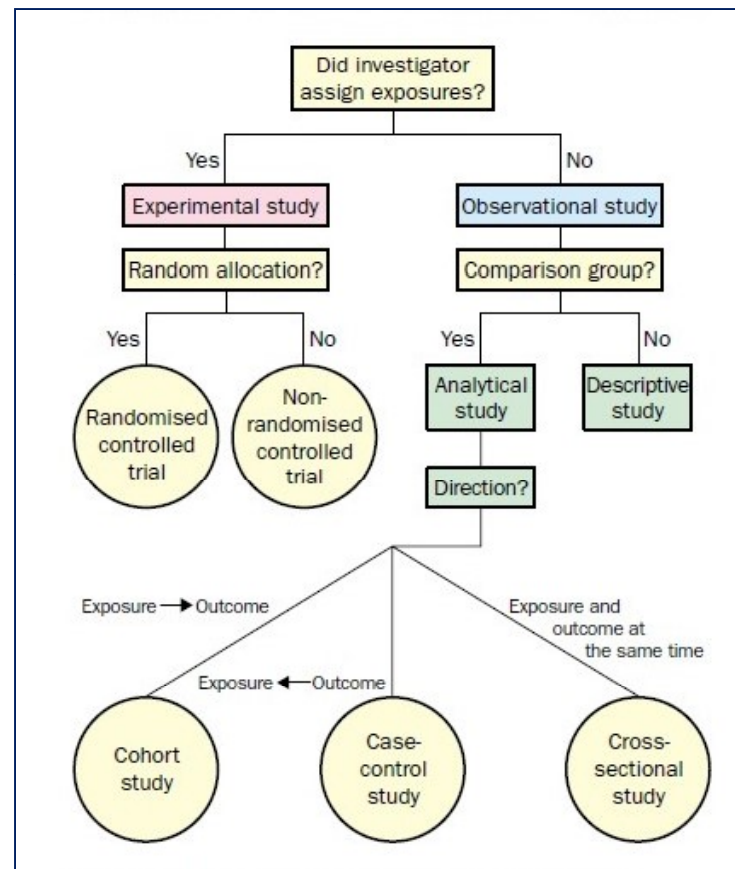 Did investigator
assign exposures?
Yes
No
Experimental study
Observational study
Random allocation?
Comparison group?
Yes
No
Yes
No
Randomised
controlled
trial
Non-
randomised
controlled
trial
Analytical
study
Descriptive
study
Direction?
Exposure → Outcome
Exposure ← Outcome
Exposure and
outcome at
the same time
Cohort
study
Case-
control
study
Cross-
sectional
study